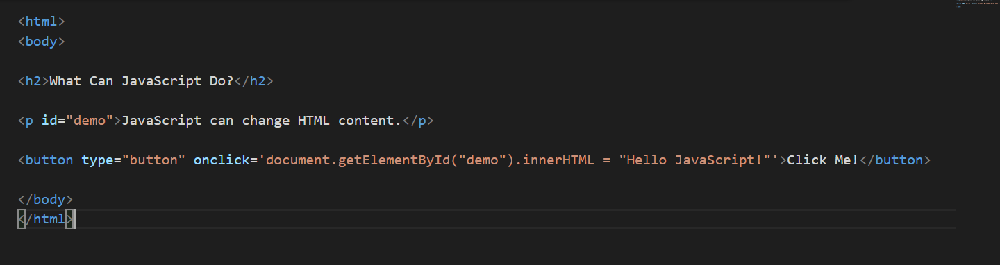 <html>
<body>
<h2>What Can JavaScript Do?</h2>
<p id="demo">JavaScript can change HTML content.</p>
<button type="button" onclick='document.getElementById("demo").innerHTML = "Hello JavaScript!"'>Click Me!</button>
</body>
</html>